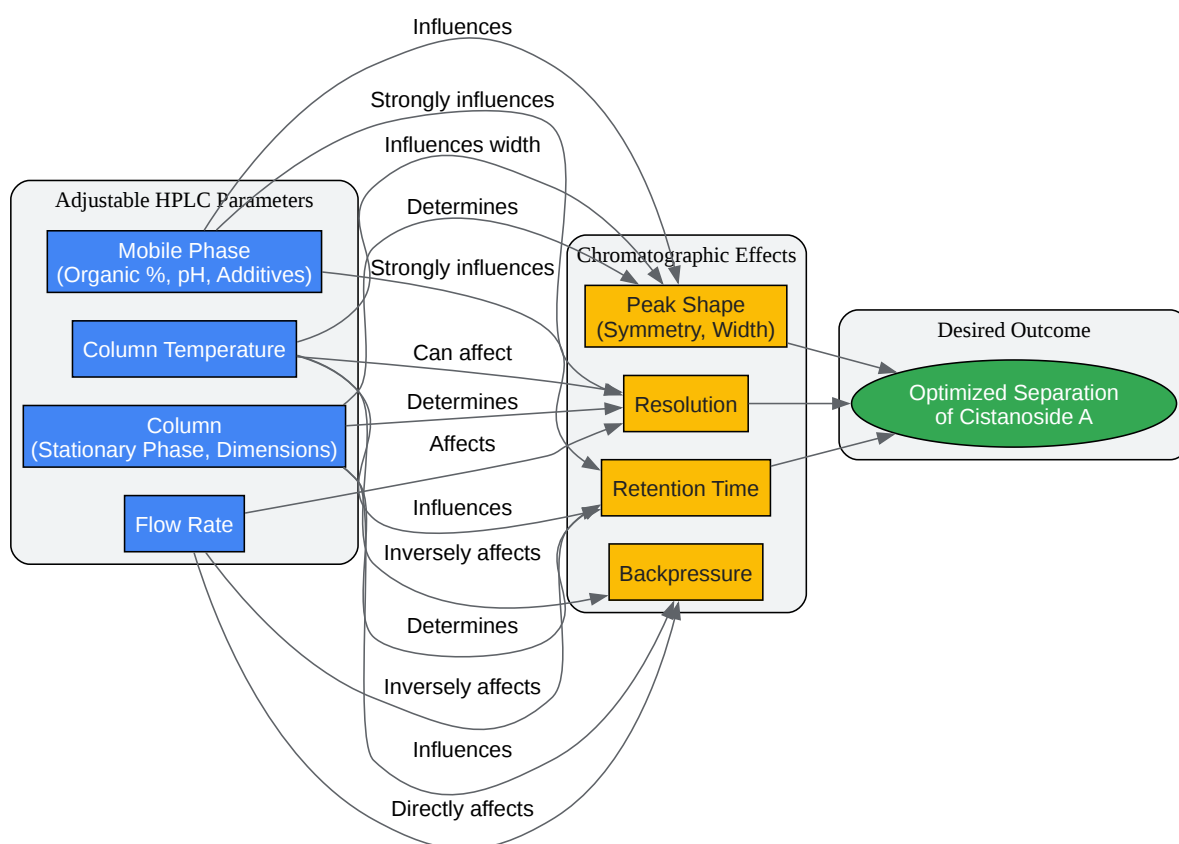 Influences
Strongly influences
Influences width
Adjustable HPLC Parameters
Determines
Mobile Phase
(Organic %, pH, Additives)
Strongly influences
Chromatographic Effects
Peak Shape
(Symmetry, Width)
Desired Outcome
Column Temperature
Can affect
Optimized Separation
of Cistanoside A
Resolution
Determines
Column
(Stationary Phase, Dimensions)
Affects
Retention Time
Influences
Flow Rate
Inversely affects
Backpressure
Determines
Inversely affects
Influences
Directly affects